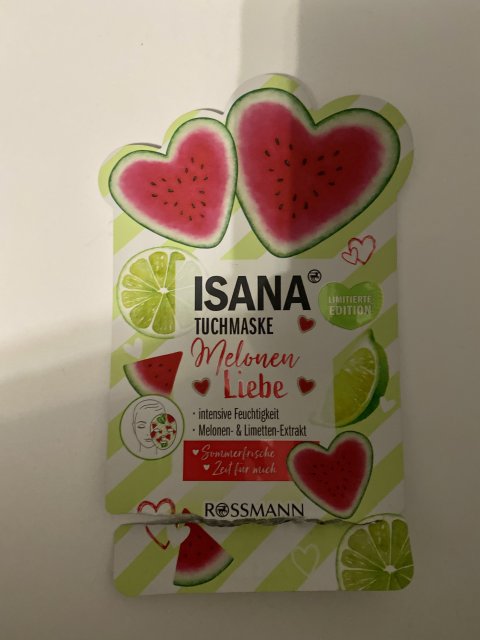 ISANA
TUCHMASKE
LIMITIERTE
EDITION
Melonen
Liebe
· intensive Feuchtigkeit
· Melonen- & Limetten-Extrakt
Sommerfrische
Zeit für mich
ROSSMANN